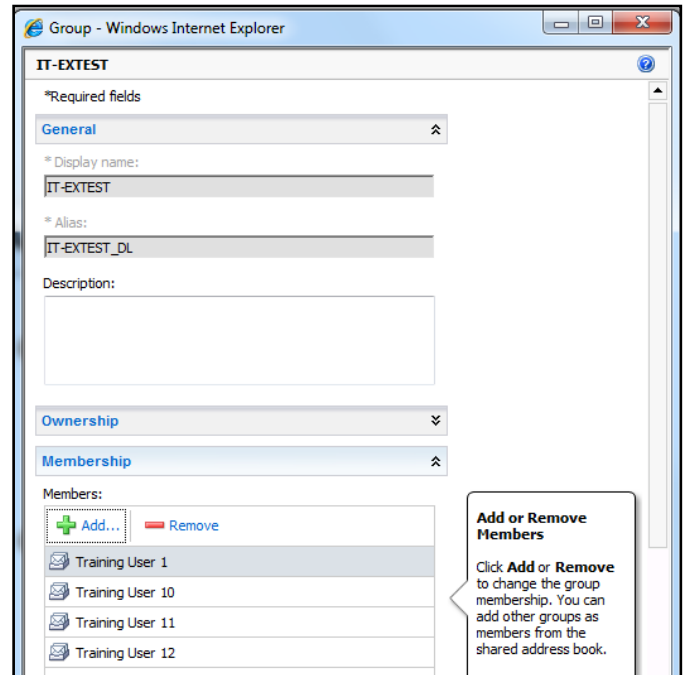 Group - Windows Internet Explorer
IT-EXTEST
*Required fields
General
* Display name:
IT-EXTEST
* Alias:
IT-EXTEST_DL
Description:
Ownership
Membership
Members:
Add...
Remove
Training User 1
Training User 10
Training User 11
Training User 12
Add or Remove
Members
Click Add or Remove
to change the group
membership. You can
add other groups as
members from the
shared address book.